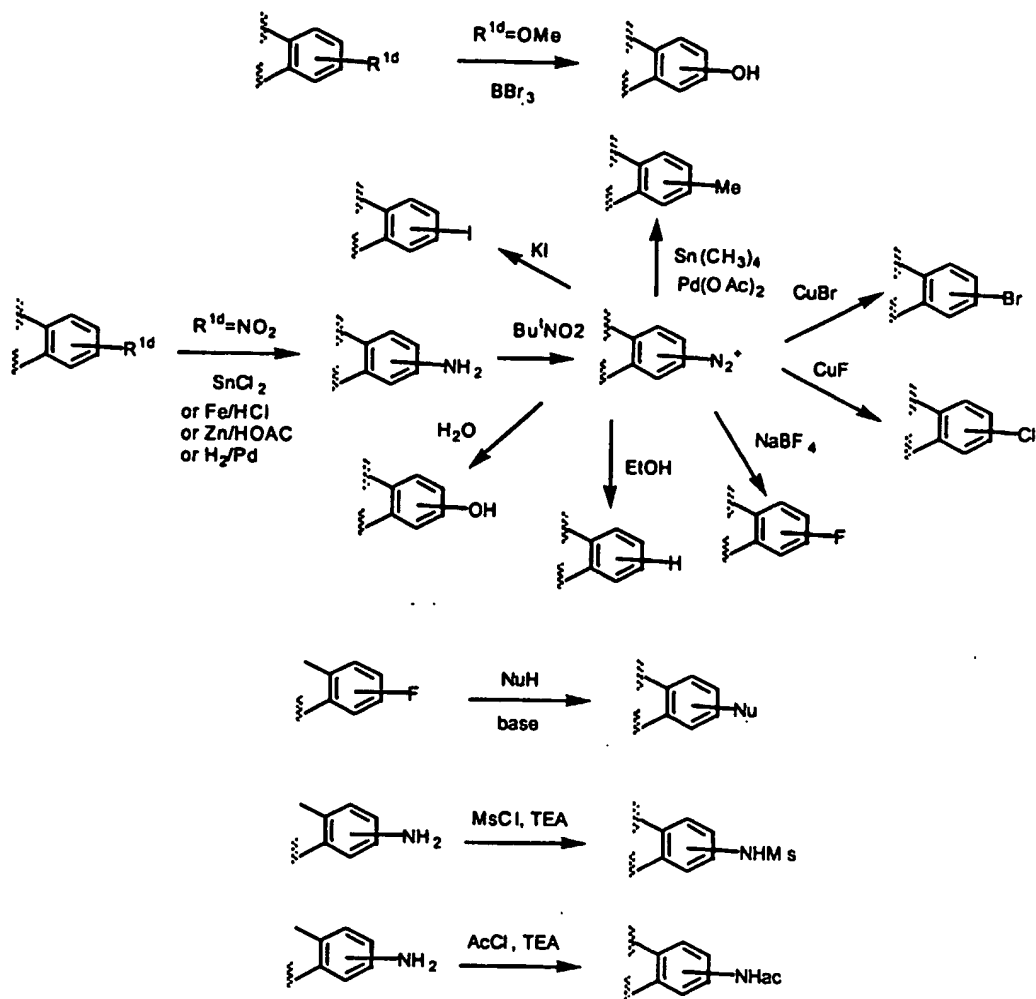 R1d=OMe
R1d
BBr3
OH
Me
I
KI
Sn(CH3)4
Pd(OAc)2
CuBr
Br
R1d=NO2
R1d
SnCl2
or Fe/HCl
or Zn/HOAC
or H2/Pd
NH2
ButNO2
N2+
CuF
Cl
H2O
OH
EtOH
H
NaBF4
F
F
NuH
base
Nu
NH2
MsCl, TEA
NHMs
NH2
AcCl, TEA
NHac